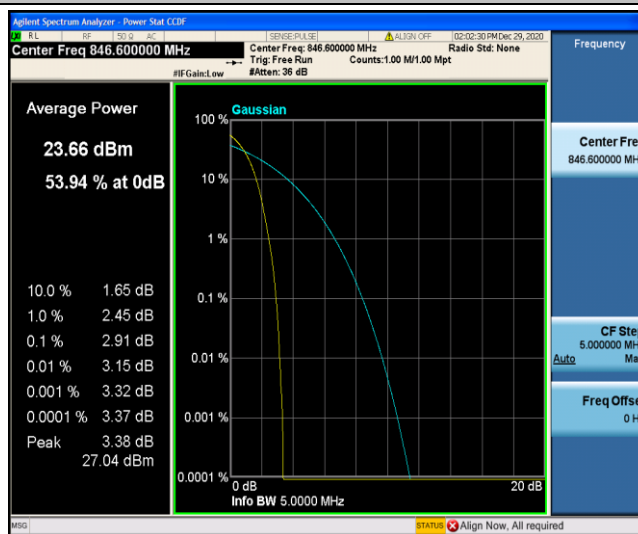 Agilent Spectrum Analyzer - Power Stat CCDF
RL RF 50 Ω AC SENSE:PULSE ALIGN OFF 02:02:30 PM Dec 29, 2020
Center Freq 846.600000 MHz
Center Freq: 846.600000 MHz Radio Std: None
Trig: Free Run Counts:1.00 M/1.00 Mpt
#IFGain:Low #Atten: 36 dB
Frequency
Average Power
23.66 dBm
53.94 % at 0dB
10.0 % 1.65 dB
1.0 % 2.45 dB
0.1 % 2.91 dB
0.01 % 3.15 dB
0.001 % 3.32 dB
0.0001 % 3.37 dB
Peak 3.38 dB
27.04 dBm
Gaussian
100 %
10 %
1 %
0.1 %
0.01 %
0.001 %
0.0001 %
0 dB 20 dB
Info BW 5.0000 MHz
Center Fre
846.600000 MH
CF Ste
5.000000 MH
Auto Ma
Freq Offse
0 H
MSG STATUS Align Now, All required